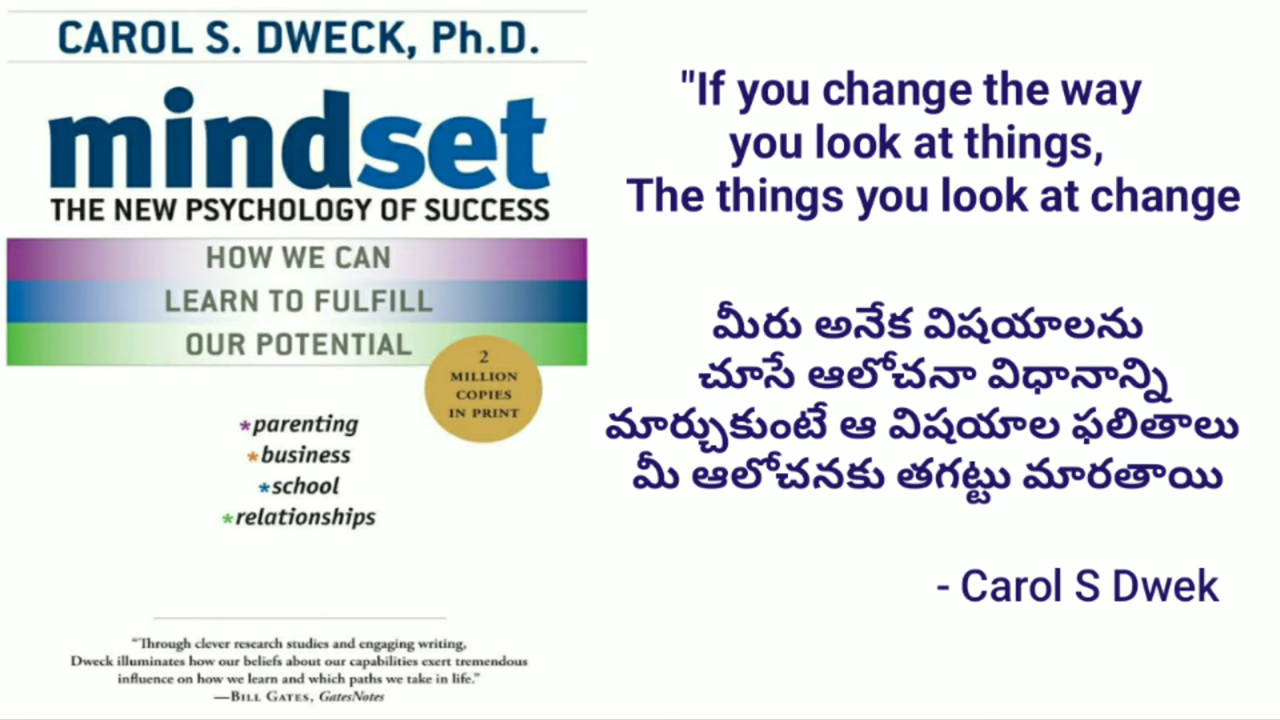 CAROL S. DWECK, Ph.D.
mindset
THE NEW PSYCHOLOGY OF SUCCESS
HOW WE CAN
LEARN TO FULFILL
OUR POTENTIAL
2
MILLION
COPIES
IN PRINT
*parenting
*business
*school
*relationships
“Through clever research studies and engaging writing,
Dweck illuminates how our beliefs about our capabilities exert tremendous
influence on how we learn and which paths we take in life.”
—BILL GATES, GatesNotes
"If you change the way
you look at things,
The things you look at change
మీరు అనేక విషయాలను
చూసే ఆలోచనా విధానాన్ని
మార్చుకుంటే ఆ విషయాల ఫలితాలు
మీ ఆలోచనకు తగట్టు మారతాయి
- Carol S Dwek